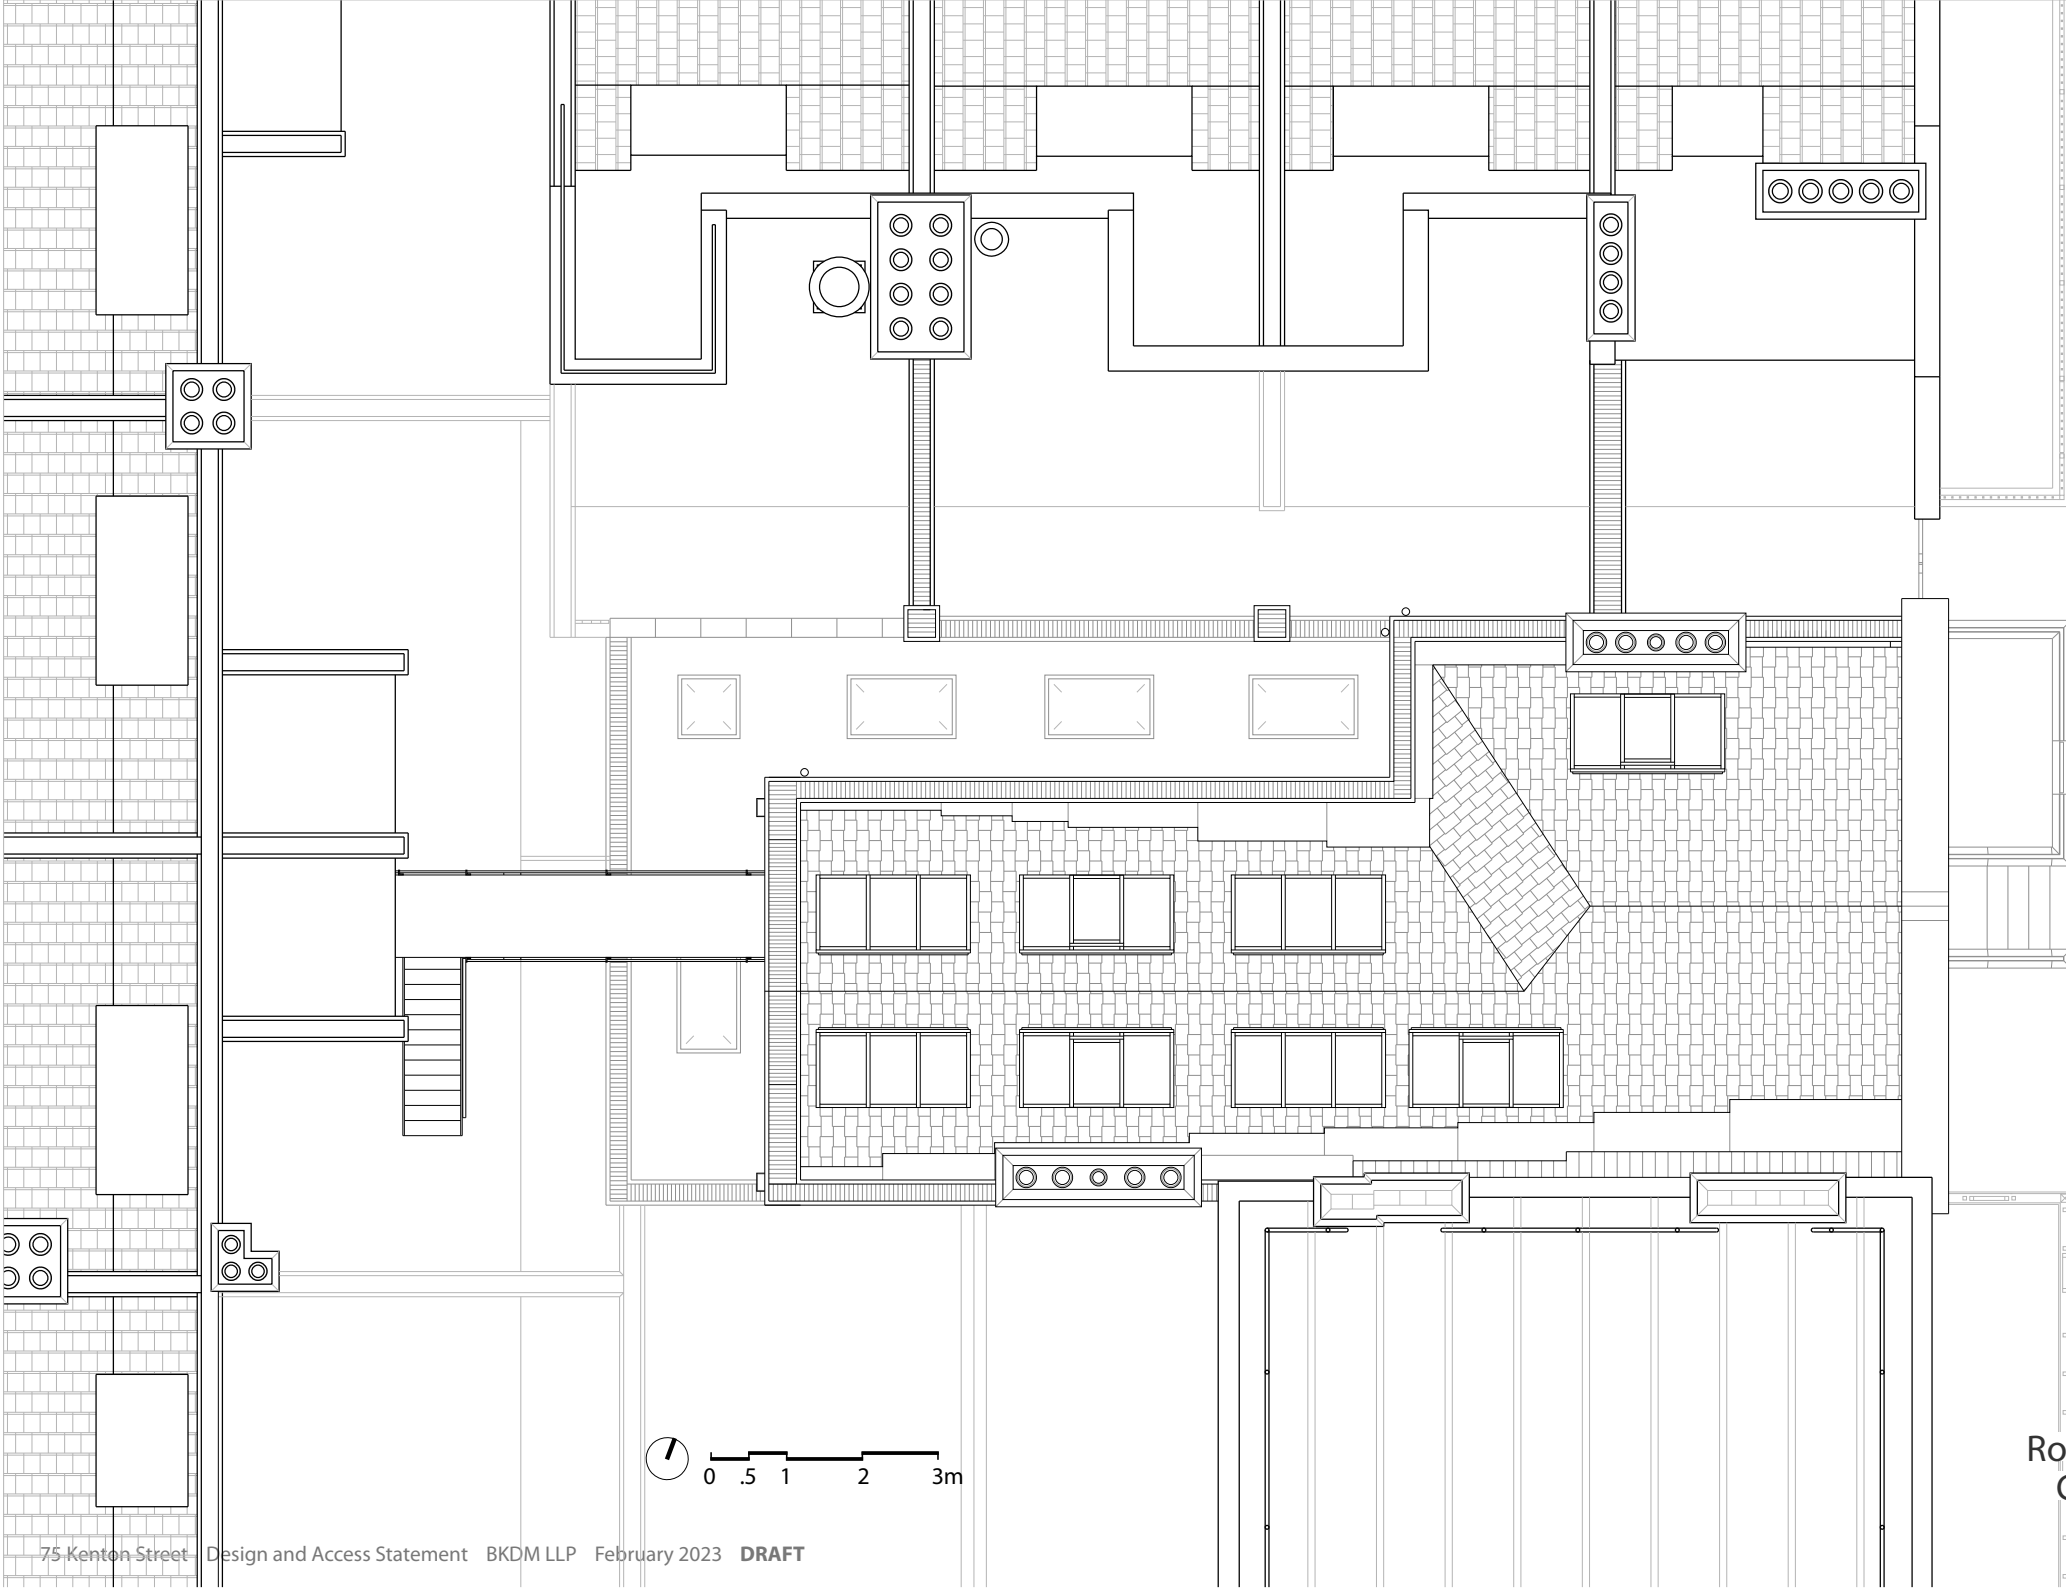 0 .5 1 2 3m
75 Kenton Street Design and Access Statement BKDM LLP February 2023 DRAFT